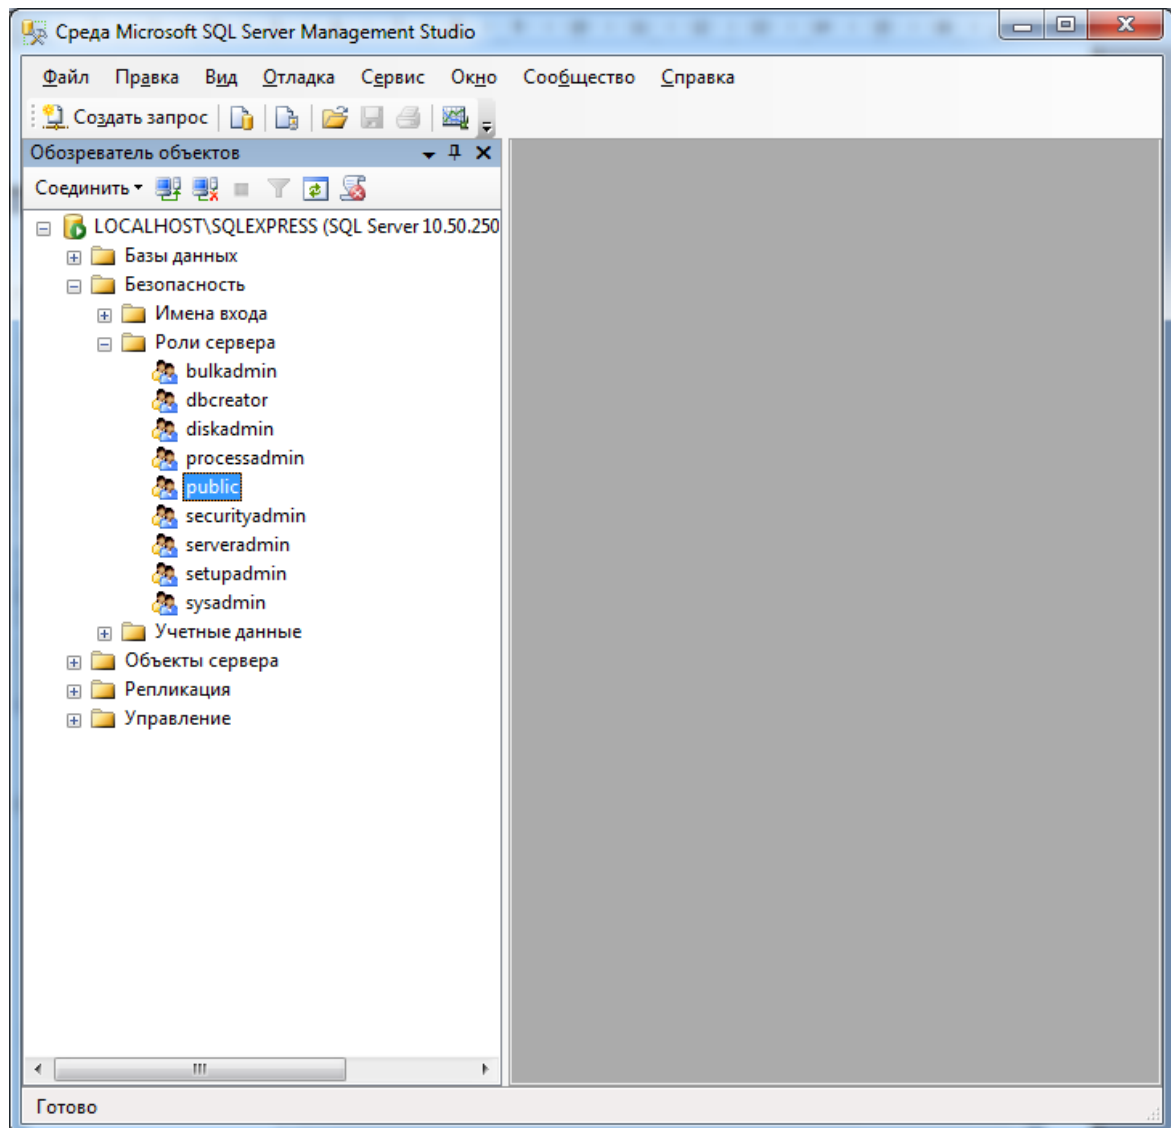 Среда Microsoft SQL Server Management Studio
Файл Правка Вид Отладка Сервис Окно Сообщество Справка
Создать запрос
Обозреватель объектов
Соединить
LOCALHOST\SQLEXPRESS (SQL Server 10.50.250
Базы данных
Безопасность
Имена входа
Роли сервера
bulkadmin
dbcreator
diskadmin
processadmin
public
securityadmin
serveradmin
setupadmin
sysadmin
Учетные данные
Объекты сервера
Репликация
Управление
Готово